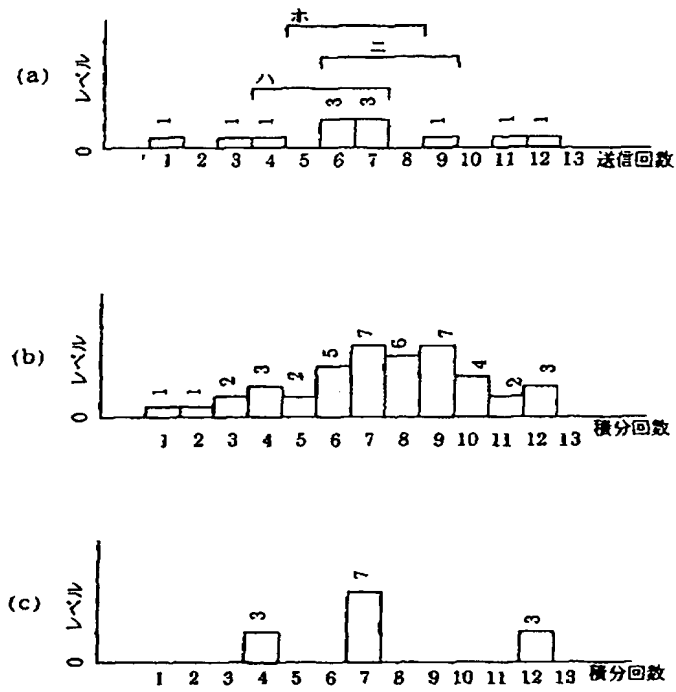 ホ
ニ
ハ
(a)
レベル
0
1 1 1 3 3 1 1 1
1 2 3 4 5 6 7 8 9 10 11 12 13 送信回数
(b)
レベル
0
1 1 2 3 2 5 7 6 7 4 2 3
1 2 3 4 5 6 7 8 9 10 11 12 13 積分回数
(c)
レベル
0
3 7 3
1 2 3 4 5 6 7 8 9 10 11 12 13 積分回数